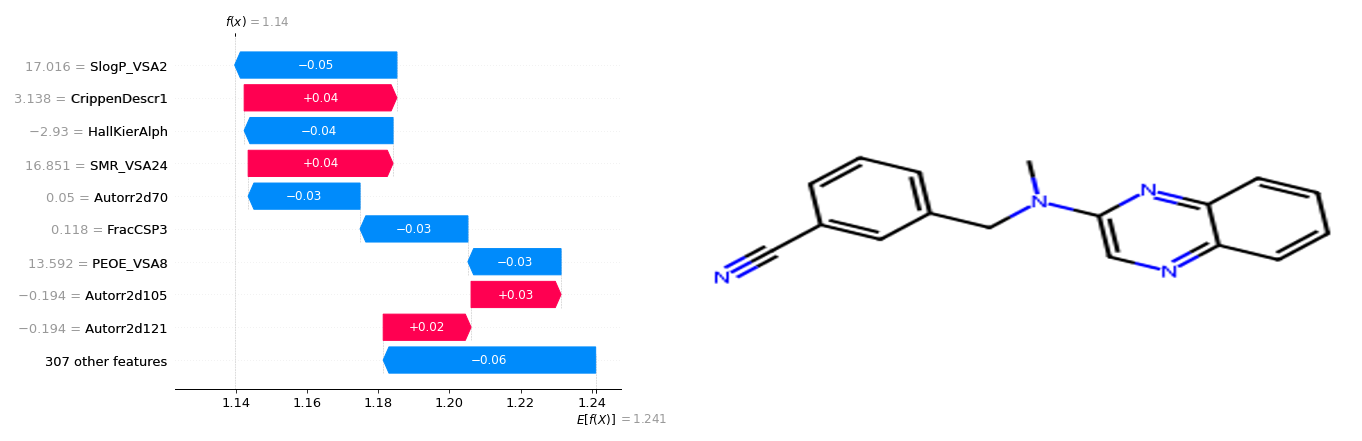 f(x) = 1.14
17.016 = SlogP_VSA2
−0.05
3.138 = CrippenDescr1
+0.04
−2.93 = HallKierAlph
−0.04
16.851 = SMR_VSA24
+0.04
0.05 = Autorr2d70
−0.03
0.118 = FracCSP3
−0.03
13.592 = PEOE_VSA8
−0.03
−0.194 = Autorr2d105
+0.03
−0.194 = Autorr2d121
+0.02
307 other features
−0.06
1.14 1.16 1.18 1.20 1.22 1.24
E[f(X)] = 1.241
N
N
N
N